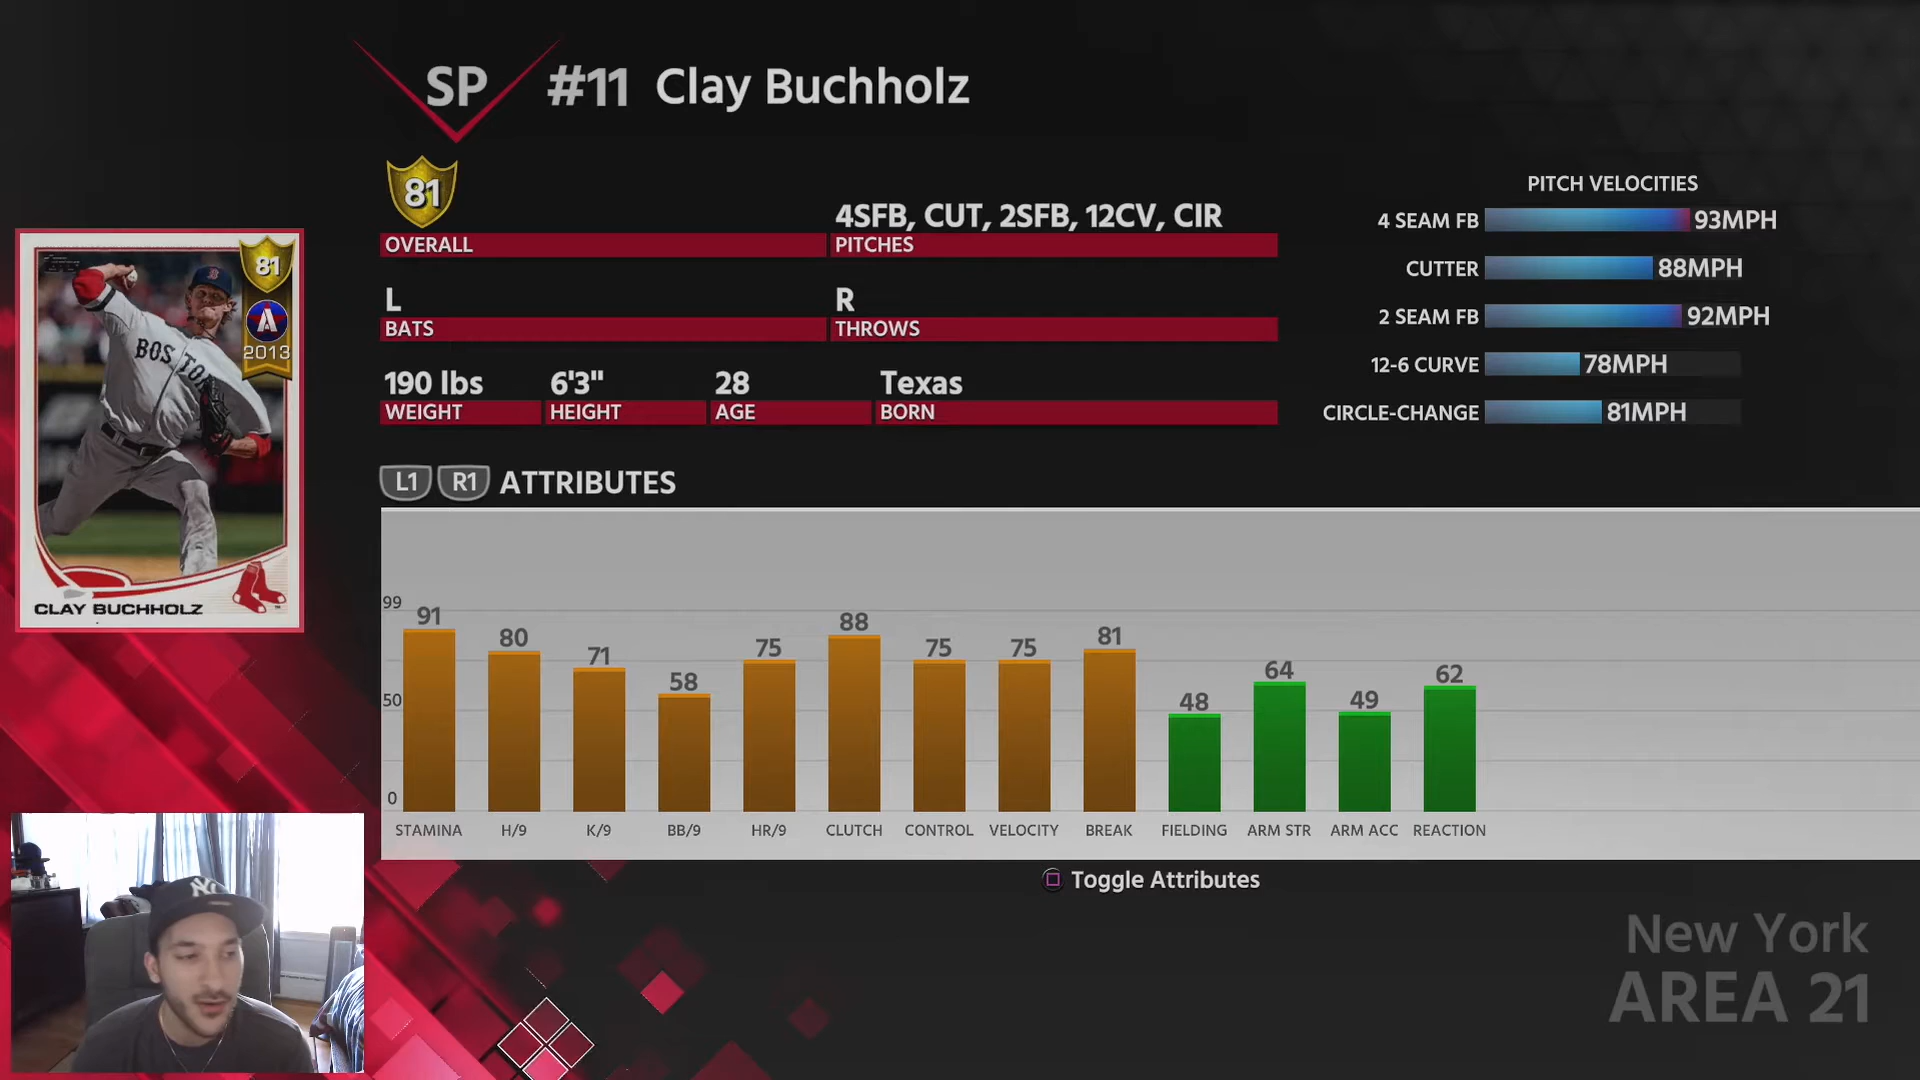 SP #11 Clay Buchholz
81
OVERALL
4SFB, CUT, 2SFB, 12CV, CIR
PITCHES
L
BATS
R
THROWS
190 lbs
WEIGHT
6'3"
HEIGHT
28
AGE
Texas
BORN
PITCH VELOCITIES
4 SEAM FB 93MPH
CUTTER 88MPH
2 SEAM FB 92MPH
12-6 CURVE 78MPH
CIRCLE-CHANGE 81MPH
81
A
2013
BOSTON
CLAY BUCHHOLZ
L1 R1 ATTRIBUTES
99
50
0
91 80 71 58 75 88 75 75 81 48 64 49 62
STAMINA H/9 K/9 BB/9 HR/9 CLUTCH CONTROL VELOCITY BREAK FIELDING ARM STR ARM ACC REACTION
Toggle Attributes
NY
New York
AREA 21